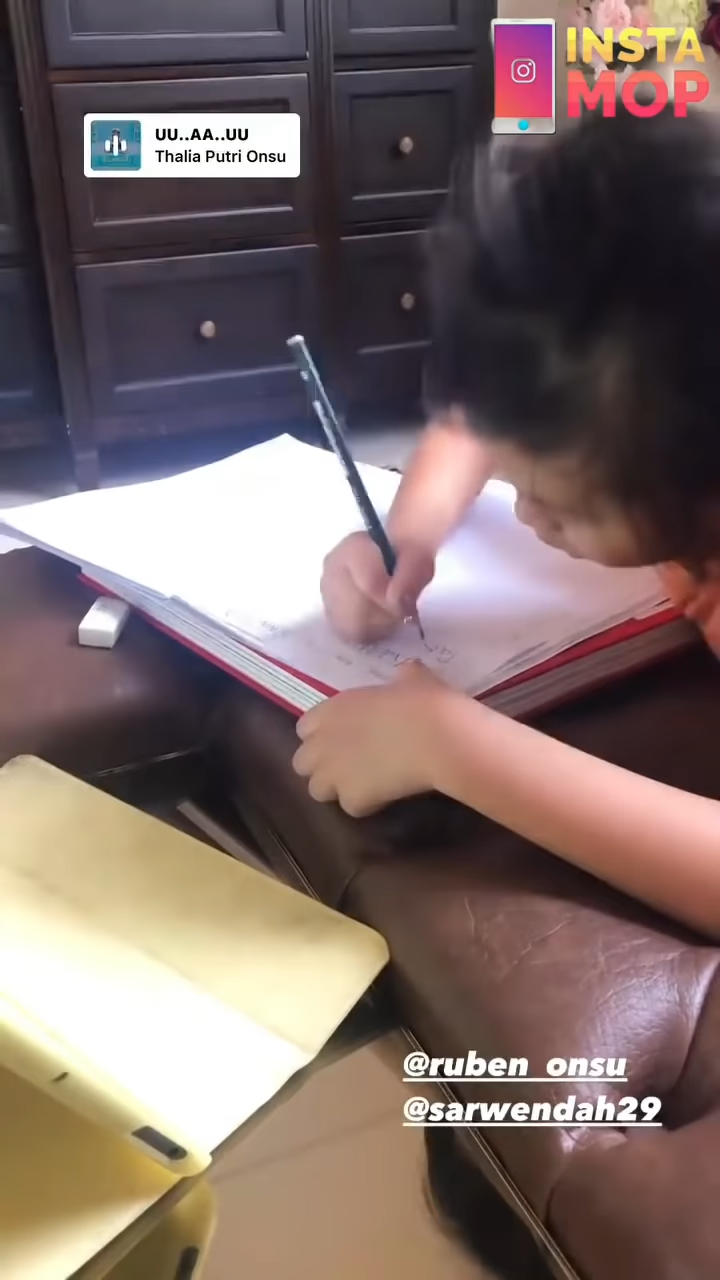 INSTA
MOP
UU..AA..UU
Thalia Putri Onsu
@ruben_onsu
@sarwendah29